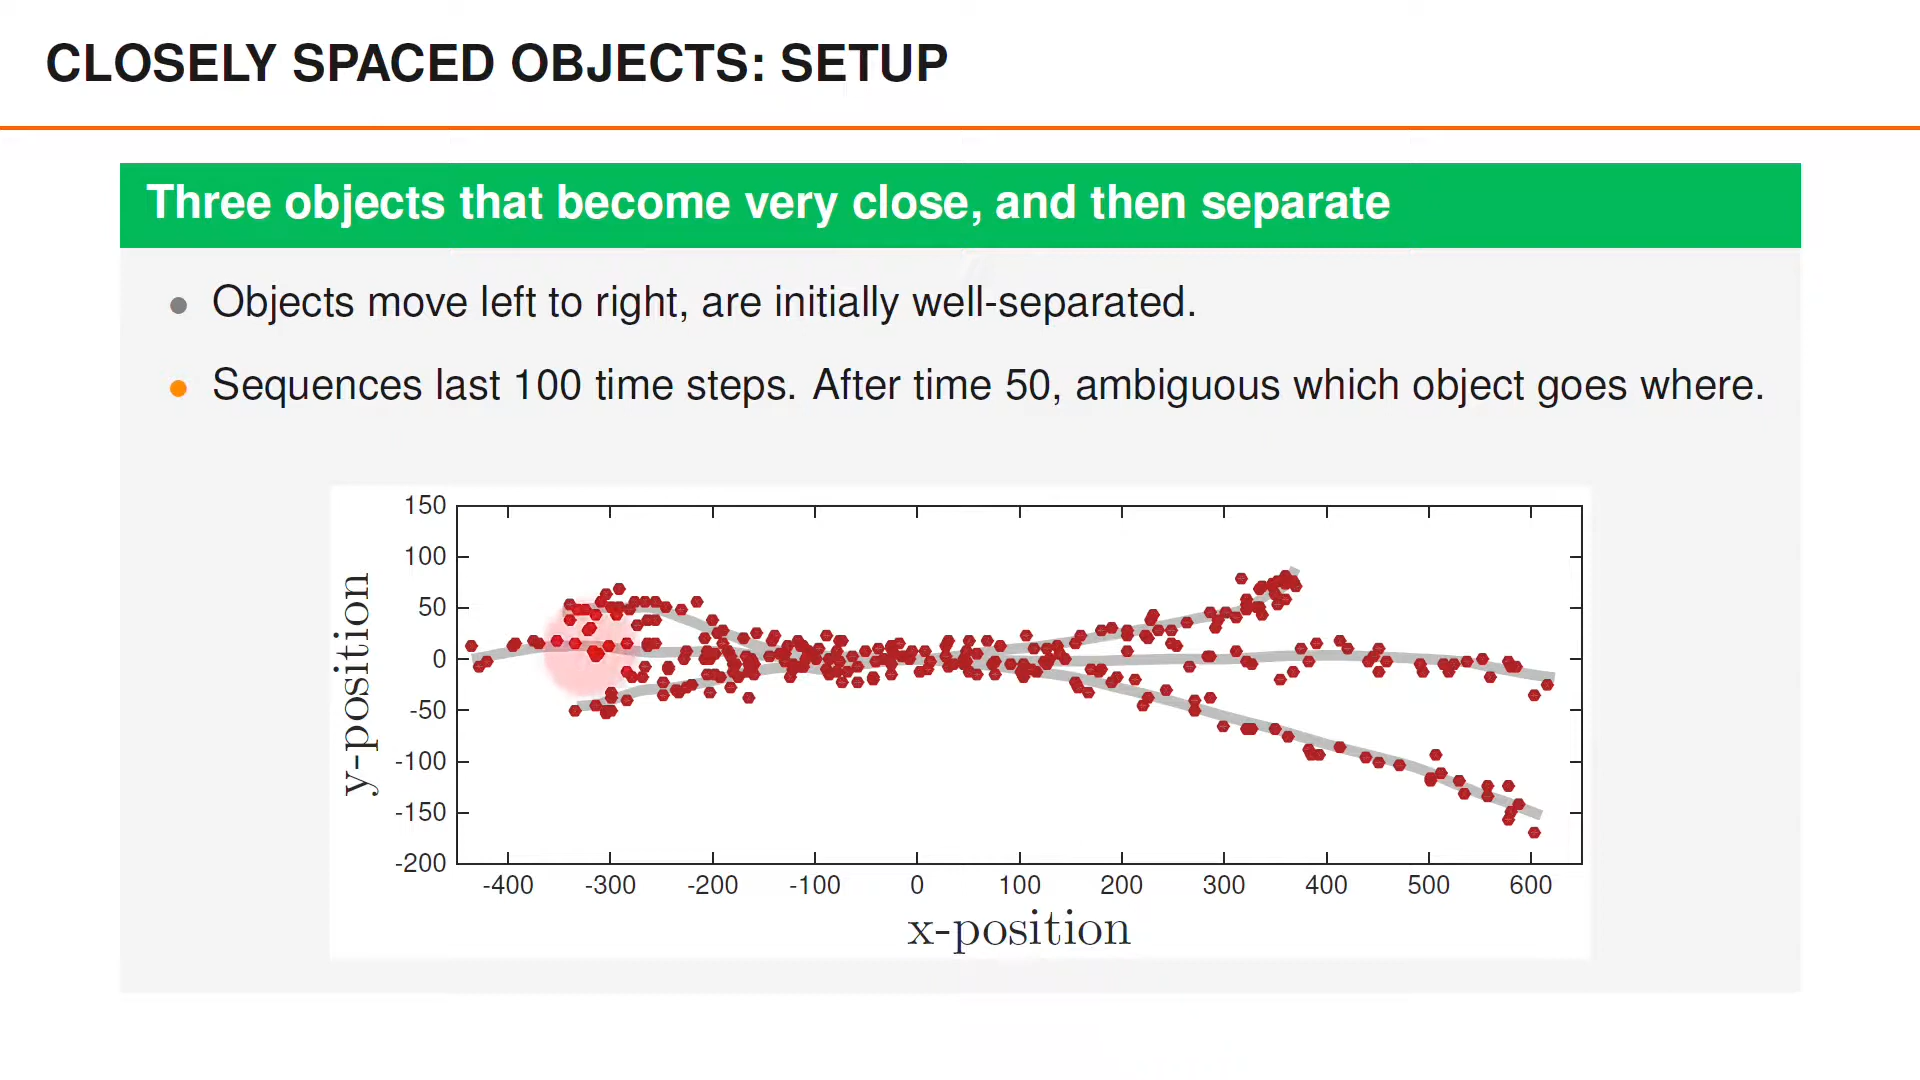 CLOSELY SPACED OBJECTS: SETUP
Three objects that become very close, and then separate
Objects move left to right, are initially well-separated.
Sequences last 100 time steps. After time 50, ambiguous which object goes where.
150
100
50
0
-50
-100
-150
-200
y-position
-400 -300 -200 -100 0 100 200 300 400 500 600
x-position